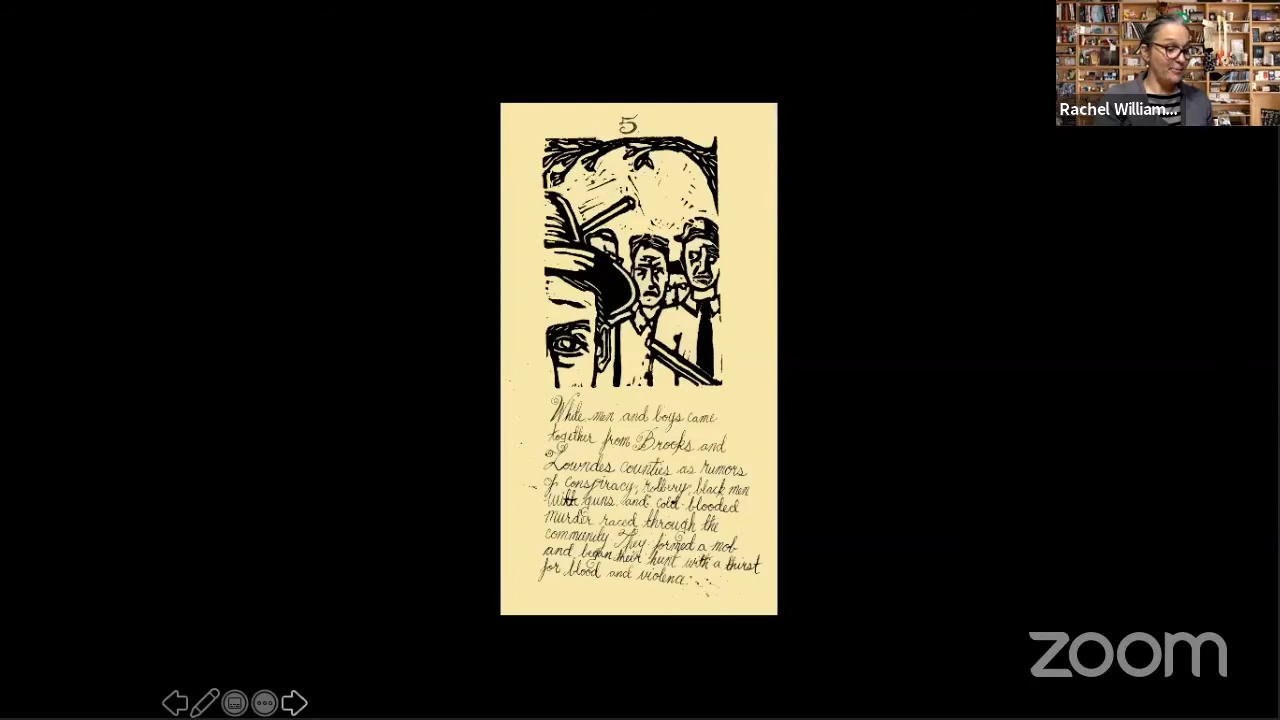 Rachel William...
5
White men and boys came
together from Brooks and
Lowndes counties as rumors
of conspiracy, robbery, black men
with guns and cold-blooded
murder raced through the
community. They formed a mob
and began their hunt with a thirst
for blood and violence.
zoom